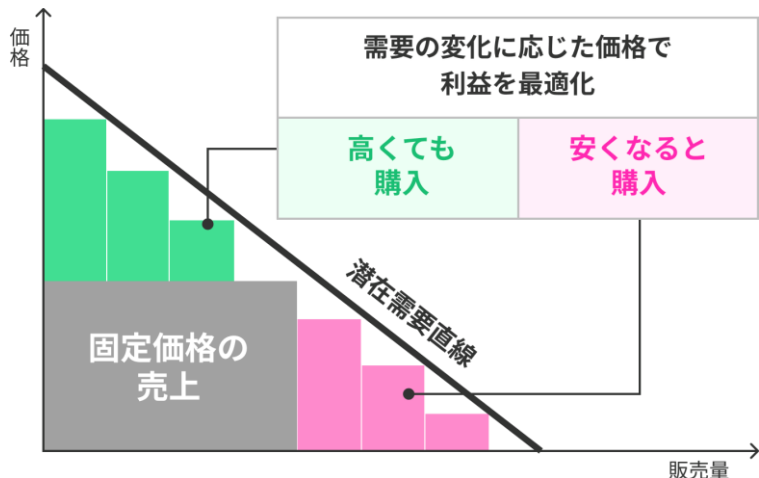 価格
需要の変化に応じた価格で
利益を最適化
高くても
購入
安くなると
購入
潜在需要直線
固定価格の
売上
販売量